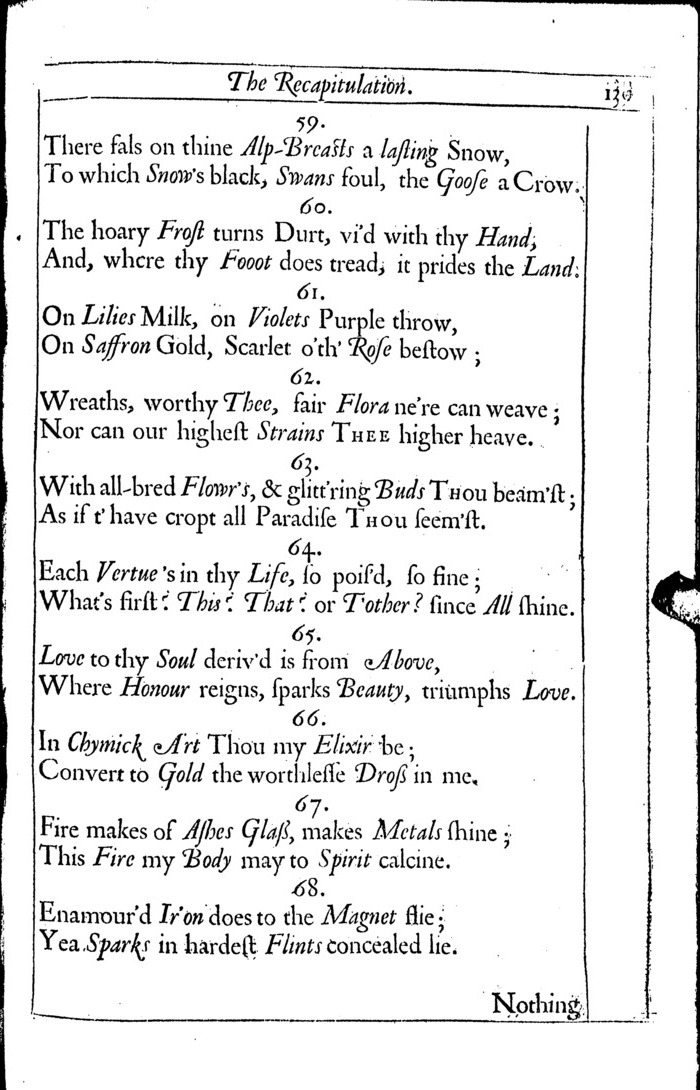 The Recapitulation.
59.
There fals on thine Alp-Breasts a laſting Snow,
To which Snow's black, Swans foul, the Gooſe a Crow.
60.
The hoary Froſt turns Durt, vi'd with thy Hand,
And, where thy Fooot does tread, it prides the Land.
61.
On Lilies Milk, on Violets Purple throw,
On Saffron Gold, Scarlet o'th' Roſe beſtow ;
62.
Wreaths, worthy Thee, fair Flora ne're can weave ;
Nor can our higheſt Strains THEE higher heave.
63.
With all-bred Flowr's, & glitt'ring Buds THOU beam'ſt ;
As if t' have cropt all Paradiſe THOU ſeem'ſt.
64.
Each Vertue's in thy Life, ſo poiſ'd, ſo fine ;
What's firſt? This? That? or T'other? ſince All ſhine.
65.
Love to thy Soul deriv'd is from Above,
Where Honour reigns, ſparks Beauty, triumphs Love.
66.
In Chymick Art Thou my Elixir be ;
Convert to Gold the worthleſſe Droß in me.
67.
Fire makes of Aſhes Glaß, makes Metals ſhine ;
This Fire my Body may to Spirit calcine.
68.
Enamour'd Ir'on does to the Magnet flie ;
Yea Sparks in hardeſt Flints concealed lie.
Nothing